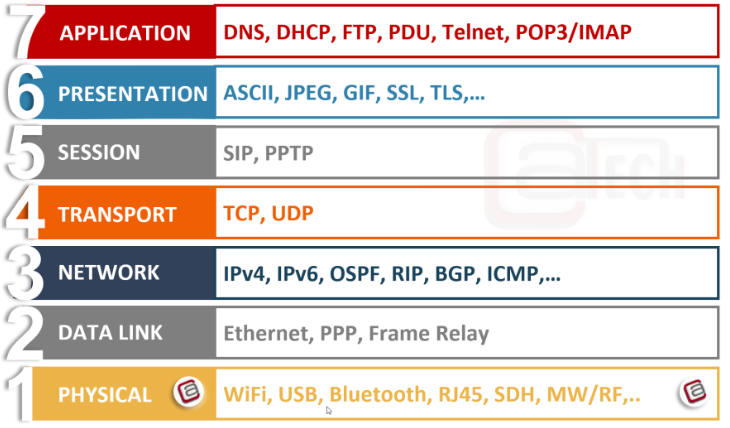 7 APPLICATION DNS, DHCP, FTP, PDU, Telnet, POP3/IMAP
6 PRESENTATION ASCII, JPEG, GIF, SSL, TLS,...
5 SESSION SIP, PPTP
4 TRANSPORT TCP, UDP
3 NETWORK IPv4, IPv6, OSPF, RIP, BGP, ICMP,...
2 DATA LINK Ethernet, PPP, Frame Relay
1 PHYSICAL WiFi, USB, Bluetooth, RJ45, SDH, MW/RF,..